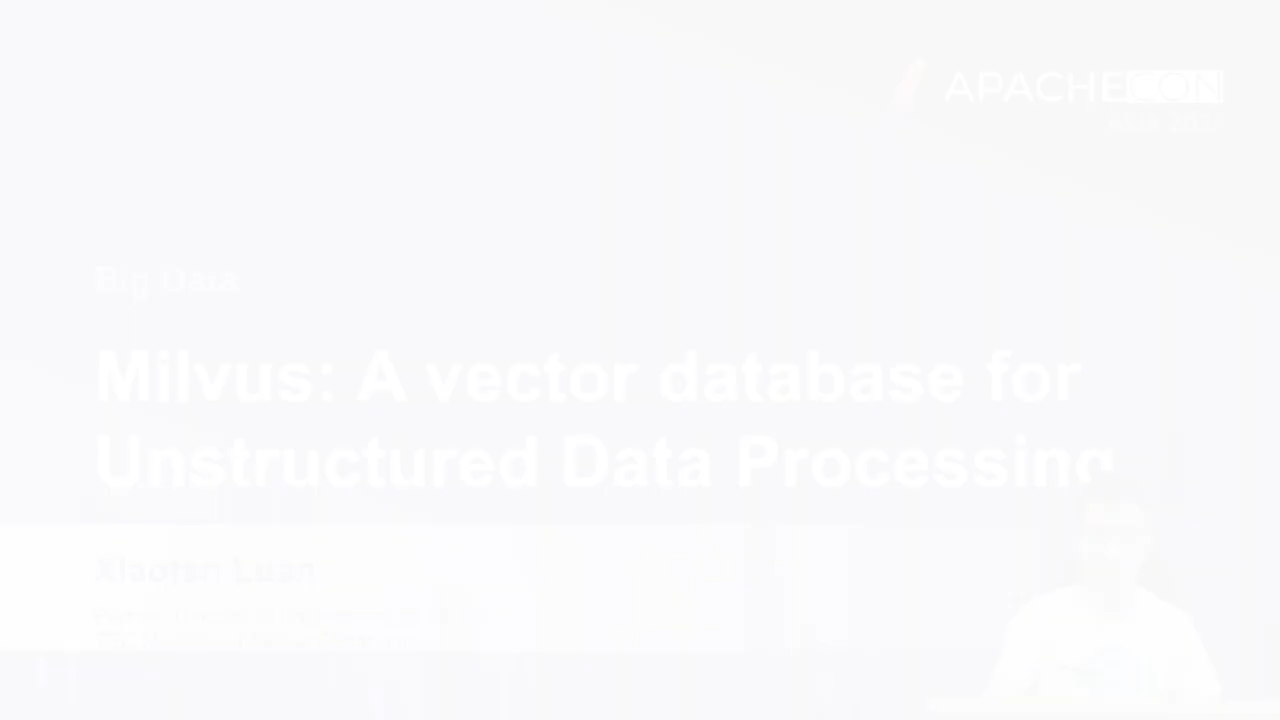 APACHECON
Big Data
Milvus: A vector database for
Unstructured Data Processing
Xiaofan Luan